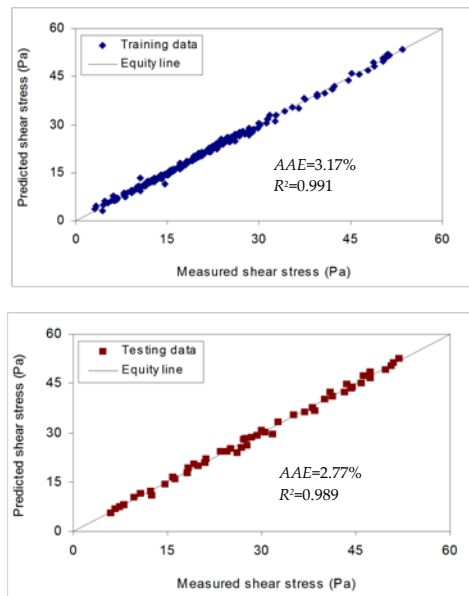 60
Training data
Equity line
45
Predicted shear stress (Pa)
30
AAE=3.17%
15
R²=0.991
0
0 15 30 45 60
Measured shear stress (Pa)
60
Testing data
Equity line
45
Predicted shear stress (Pa)
30
15
AAE=2.77%
R²=0.989
0
0 15 30 45 60
Measured shear stress (Pa)